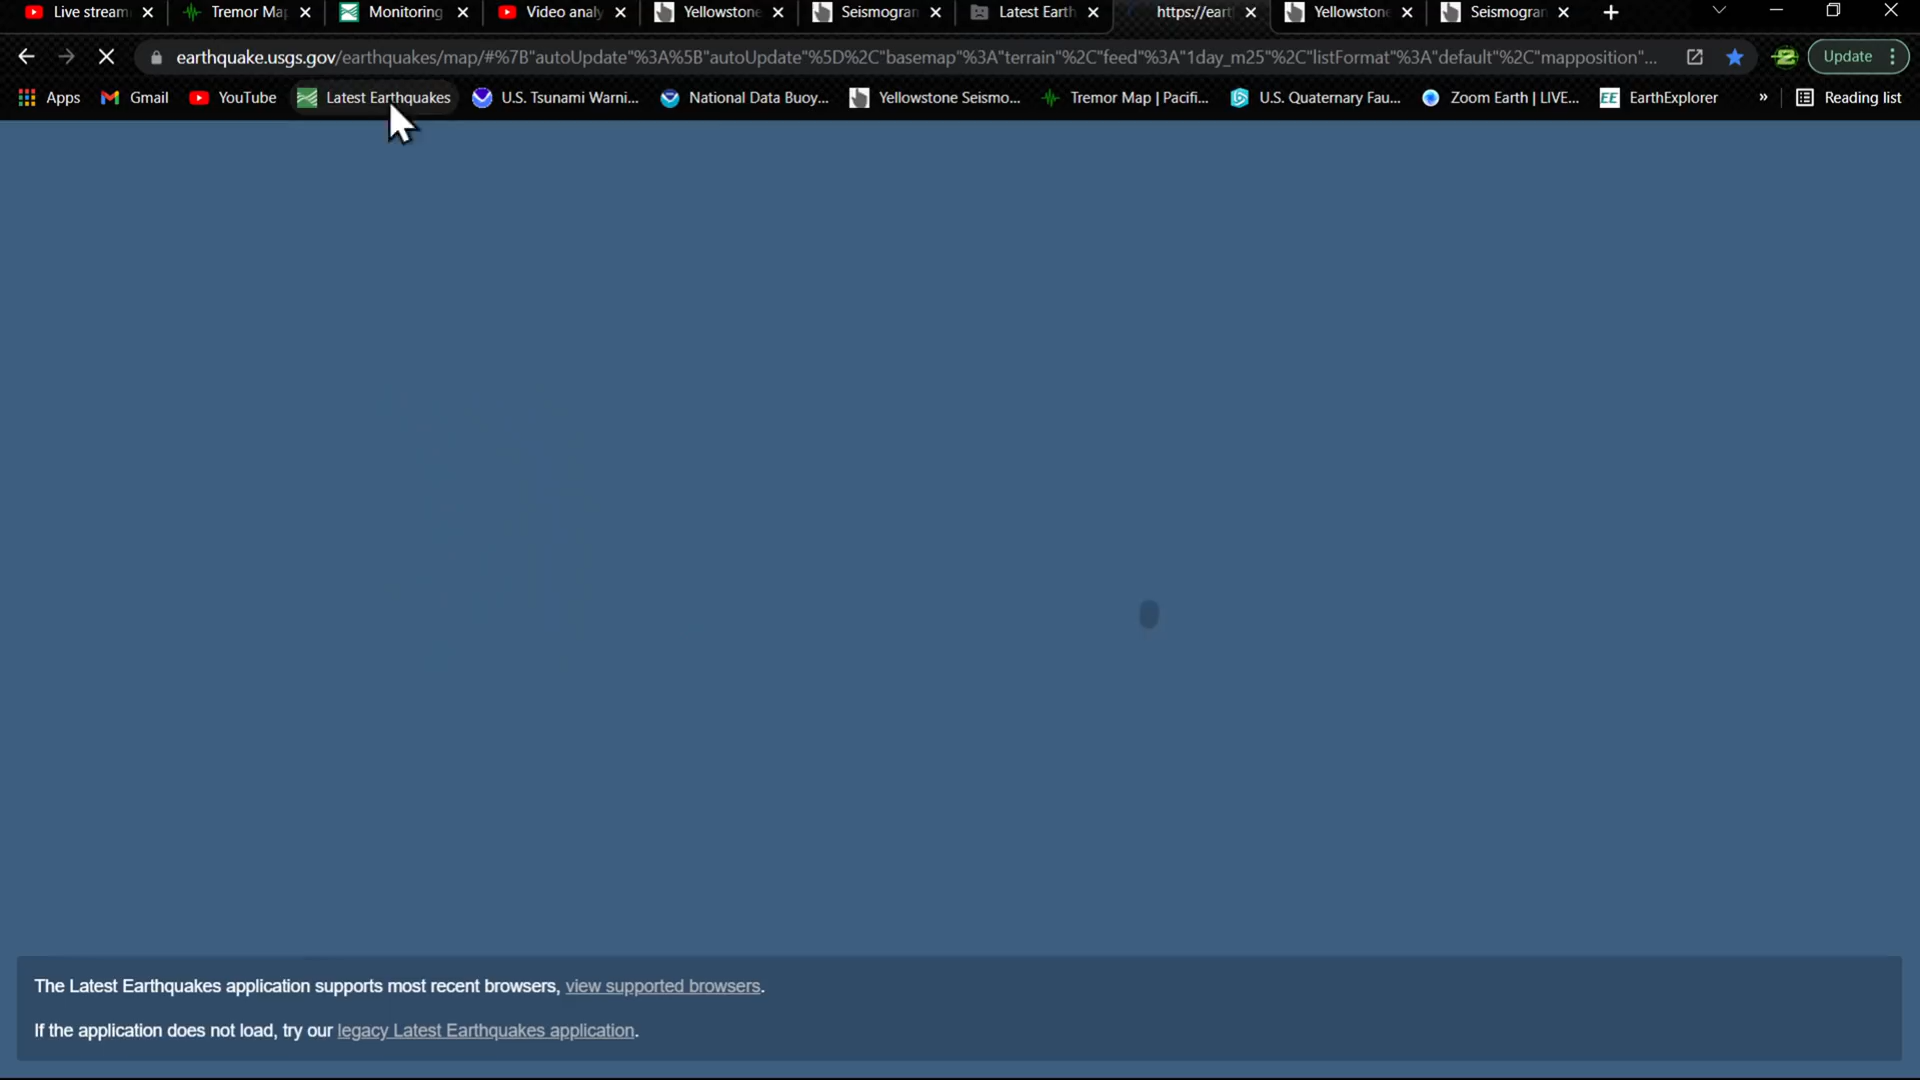 Live stream Tremor Map Monitoring Video analy Yellowstone Seismogram Latest Earth https://eart Yellowstone Seismogram
earthquake.usgs.gov/earthquakes/map/#%7B"autoUpdate"%3A%5B"autoUpdate"%5D%2C"basemap"%3A"terrain"%2C"feed"%3A"1day_m25"%2C"listFormat"%3A"default"%2C"mapposition"... Update
Apps Gmail YouTube Latest Earthquakes U.S. Tsunami Warni... National Data Buoy... Yellowstone Seismo... Tremor Map | Pacifi... U.S. Quaternary Fau... Zoom Earth | LIVE... EE EarthExplorer » Reading list
The Latest Earthquakes application supports most recent browsers, view supported browsers.
If the application does not load, try our legacy Latest Earthquakes application.